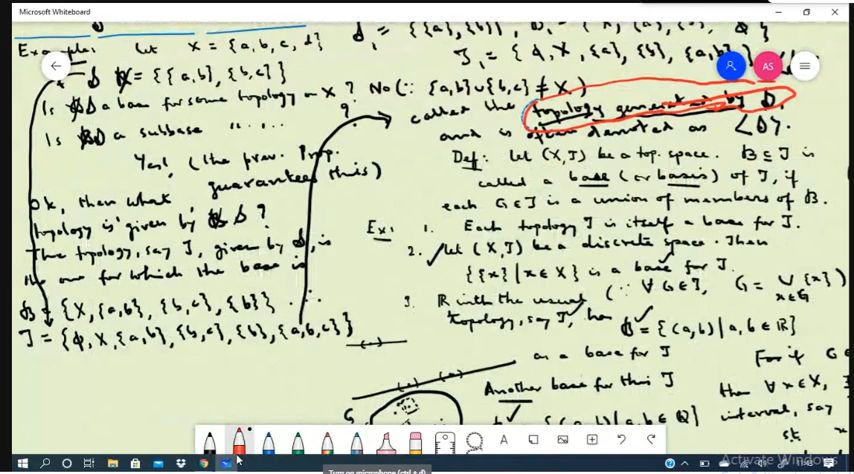 Microsoft Whiteboard
Example: Let X = {a, b, c, d}
𝒮 = {{a,b}, {b,c}}
Is 𝒮 a base for some topology on X? No (∵ {a,b}∪{b,c} ≠ X.)
Is 𝒮 a subbase " " " ?
Yes! (The prev. Prop. guarantees this)
Ok, then what topology is given by 𝒮 ?
The topology, say J, given by 𝒮, is
the one for which the base is
B = {X, {a,b}, {b,c}, {b}} ∴
J = {φ, X, {a,b}, {b,c}, {b}, {a,b,c}}
J₁ = {φ, X, {a}, {b}, {a,b}}
AS
called the topology generated by 𝒮
and is often denoted as <𝒮>.
Def: Let (X,J) be a top. space. B ⊆ J is
called a base (or basis) of J, if
each G∈J is a union of members of B.
Ex: 1. Each topology J is itself a base for J.
2. Let (X,J) be a discrete space. Then
{{x} | x∈X} is a base for J.
(∵ ∀ G∈J, G = ∪ {x})
x∈G
3. R with the usual
topology, say J, has
B = {(a,b) | a,b ∈ R}
as a base for J
Another base for this J
{(a,b) | a,b ∈ Q}
For if G ∈
then ∀ x∈X,
interval, say
st.
Activate Windows